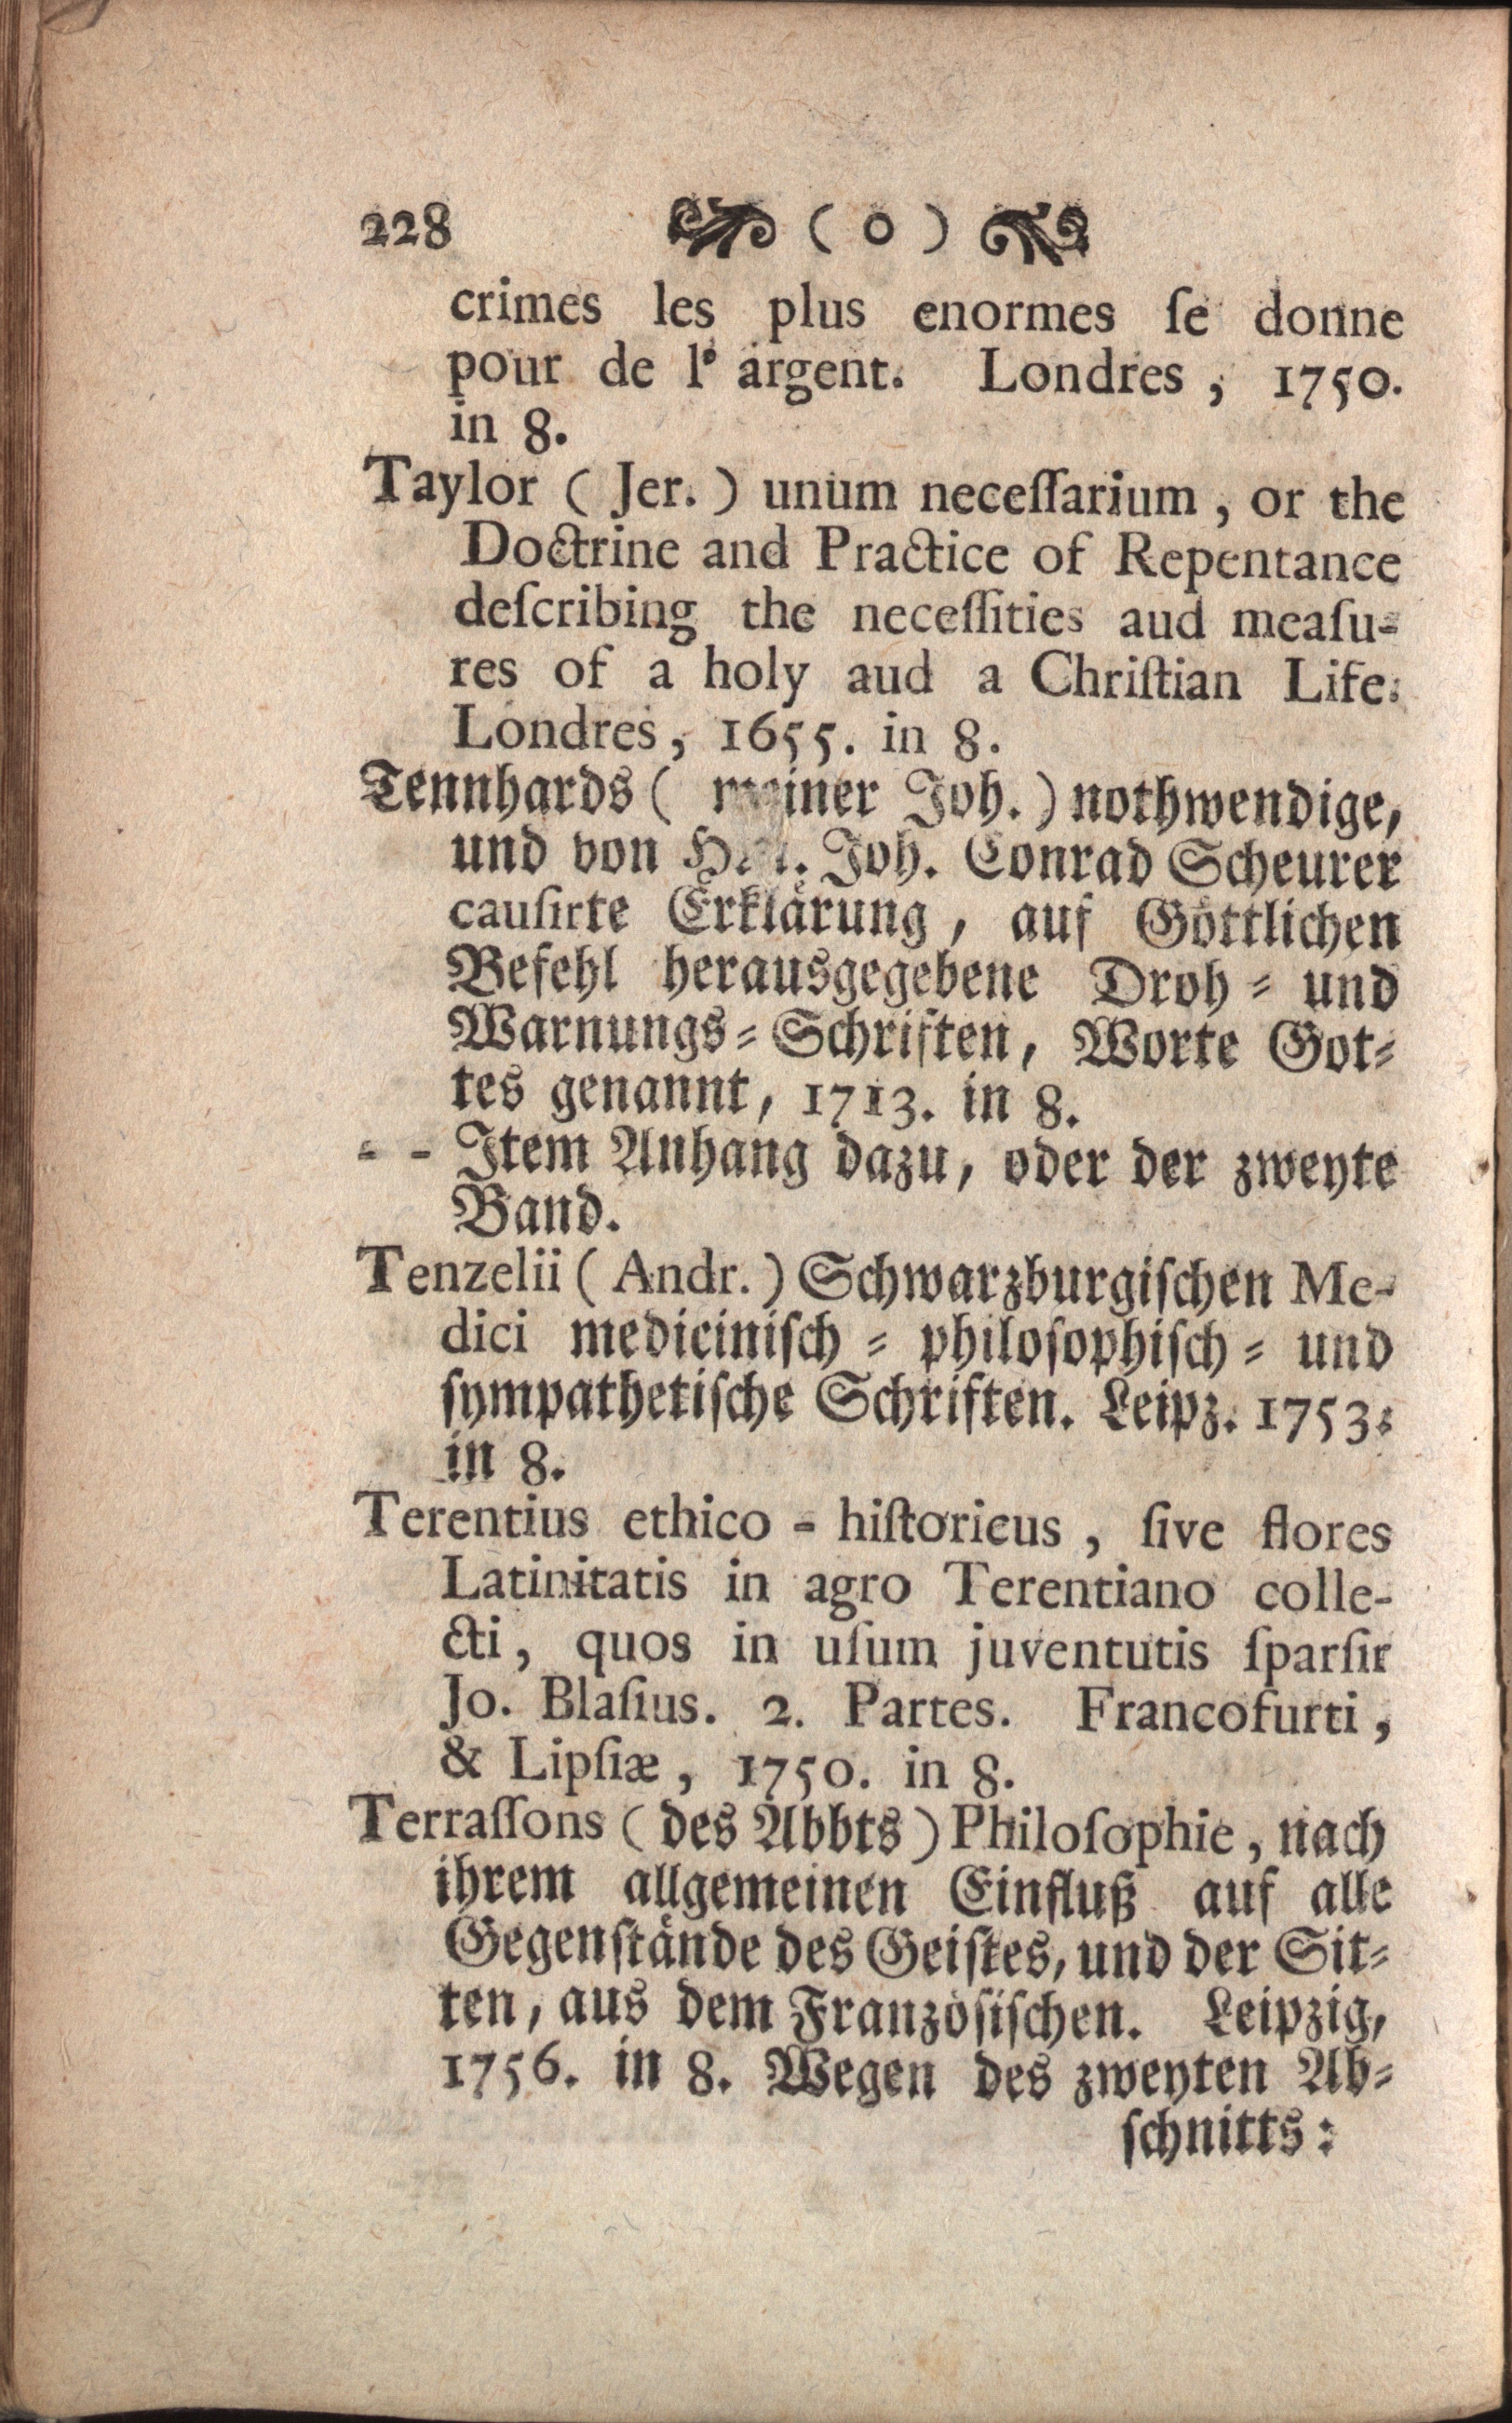 228 ( o )
crimes les plus enormes ſe donne
pour de l' argent. Londres, 1750.
in 8.
Taylor ( Jer. ) unum neceſſarium, or the
Doctrine and Practice of Repentance
deſcribing the neceſſities aud meaſu-
res of a holy aud a Chriſtian Life.
Londres, 1655. in 8.
Tennhards ( meiner Joh. ) nothwendige,
und von Joh. Conrad Scheurer
cauſirte Erklärung, auf Göttlichen
Befehl herausgegebene Droh- und
Warnungs-Schriften, Worte Got-
tes genannt, 1713. in 8.
- - Item Anhang dazu, oder der zweyte
Band.
Tenzelii ( Andr. ) Schwarzburgiſchen Me-
dici mediciniſch-philoſophiſch- und
ſympathetiſche Schriften. Leipz. 1753.
in 8.
Terentius ethico-hiſtoricus, ſive flores
Latinitatis in agro Terentiano colle-
cti, quos in uſum juventutis ſparſit
Jo. Blaſius. 2. Partes. Francofurti,
& Lipſiæ, 1750. in 8.
Terraſſons ( des Abbts ) Philoſophie, nach
ihrem allgemeinen Einfluß auf alle
Gegenſtände des Geiſtes, und der Sit-
ten, aus dem Franzöſiſchen. Leipzig,
1756. in 8. Wegen des zweyten Ab-
ſchnitts: